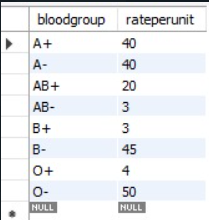 bloodgroup rateperunit
A+ 40
A- 40
AB+ 20
AB- 3
B+ 3
B- 45
O+ 4
O- 50
NULL NULL